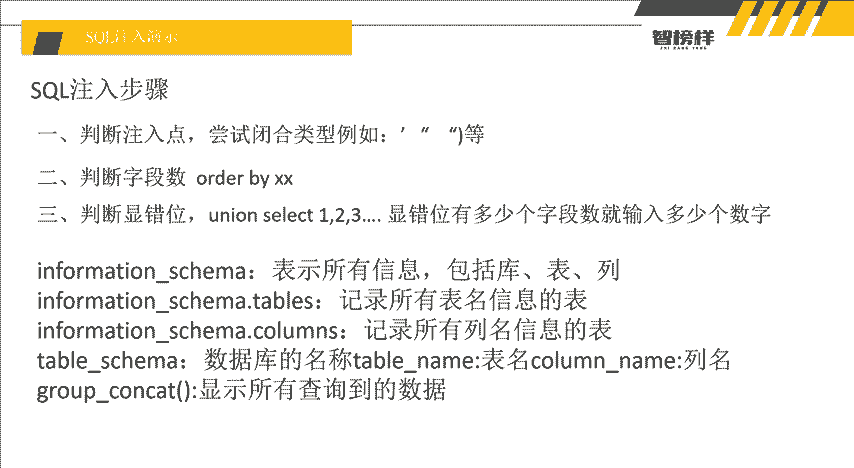 SQL注入演示
智榜样
ZHI BANG YANG
SQL注入步骤
一、判断注入点，尝试闭合类型例如：’ “ “)等
二、判断字段数 order by xx
三、判断显错位，union select 1,2,3…. 显错位有多少个字段数就输入多少个数字
information_schema：表示所有信息，包括库、表、列
information_schema.tables：记录所有表名信息的表
information_schema.columns：记录所有列名信息的表
table_schema：数据库的名称table_name:表名column_name:列名
group_concat():显示所有查询到的数据